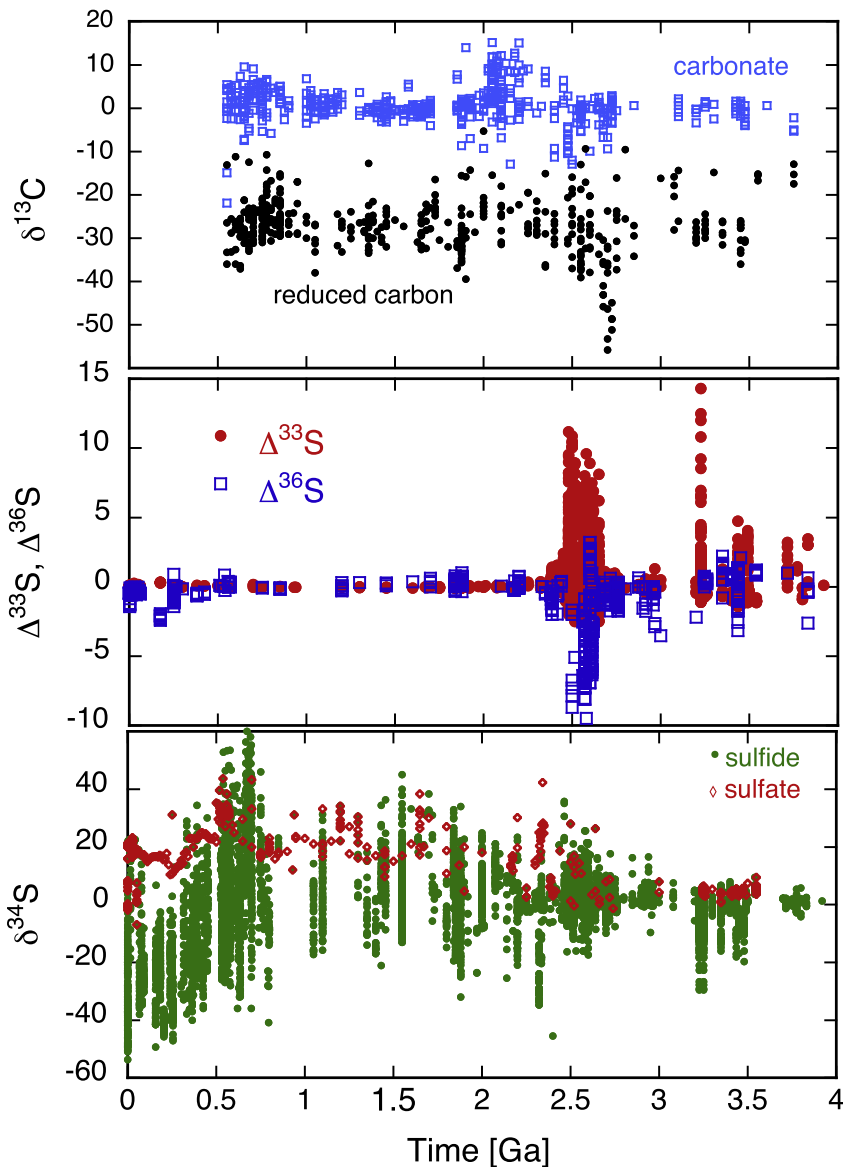 20
10
0
-10
-20
-30
-40
-50
15
δ13C
carbonate
reduced carbon
15
10
5
0
-5
-10
Δ33S, Δ36S
Δ33S
Δ36S
40
20
0
-20
-40
-60
δ34S
sulfide
sulfate
0 0.5 1 1.5 2 2.5 3 3.5 4
Time [Ga]